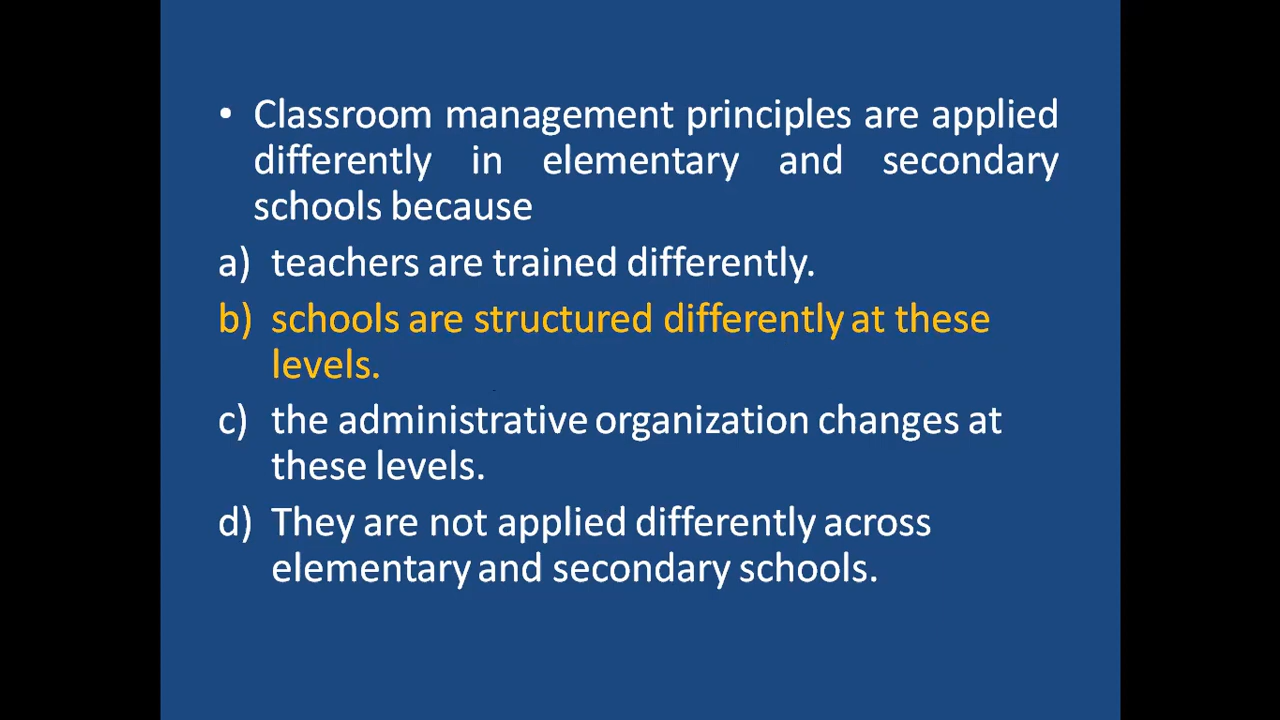 • Classroom management principles are applied
differently in elementary and secondary
schools because
a) teachers are trained differently.
b) schools are structured differently at these
levels.
c) the administrative organization changes at
these levels.
d) They are not applied differently across
elementary and secondary schools.